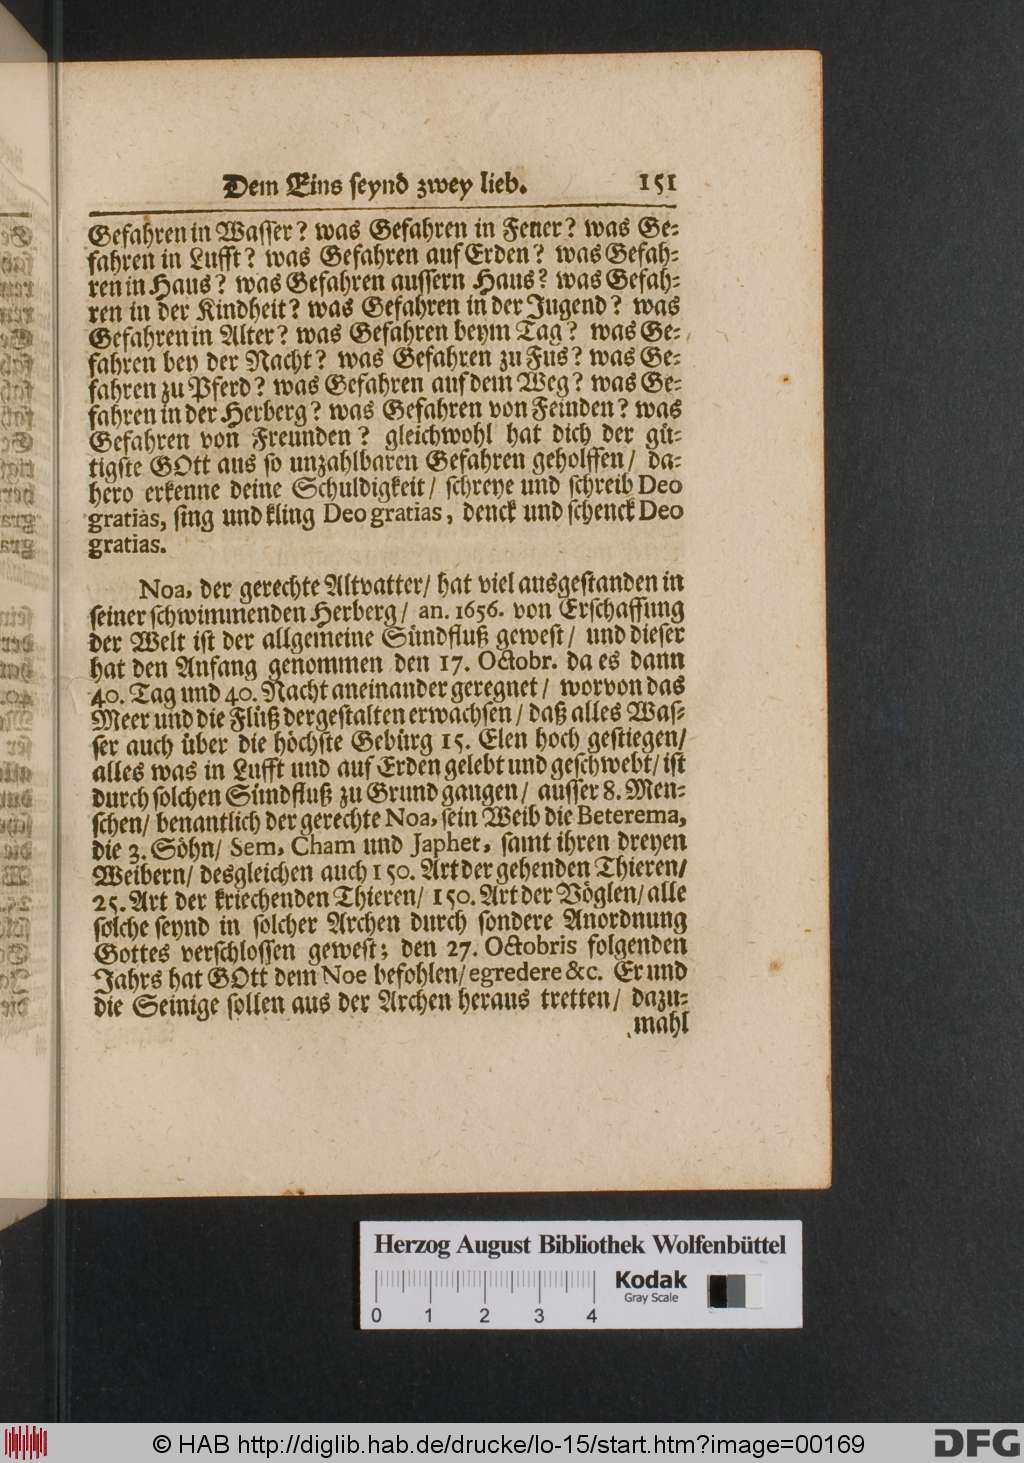 Dem Eins seynd zwey lieb. 151
Gefahren in Wasser? was Gefahren in Feuer? was Ge-
fahren in Lufft? was Gefahren auf Erden? was Gefah-
ren in Haus? was Gefahren aussern Haus? was Gefah-
ren in der Kindheit? was Gefahren in der Jugend? was
Gefahren in Alter? was Gefahren beym Tag? was Ge-
fahren bey der Nacht? was Gefahren zu Fus? was Ge-
fahren zu Pferd? was Gefahren auf dem Weg? was Ge-
fahren in der Herberg? was Gefahren von Feinden? was
Gefahren von Freunden? gleichwohl hat dich der gü-
tigste GOtt aus so unzahlbaren Gefahren geholffen/ da-
hero erkenne deine Schuldigkeit/ schreye und schreib Deo
gratias, sing und kling Deo gratias, denck und schenck Deo
gratias.
Noa, der gerechte Altvatter/ hat viel ausgestanden in
seiner schwimmenden Herberg/ an. 1656. von Erschaffung
der Welt ist der allgemeine Sündfluß gewest/ und dieser
hat den Anfang genommen den 17. Octobr. da es dann
40. Tag und 40. Nacht aneinander geregnet/ worvon das
Meer und die Flüß dergestalten erwachsen/ daß alles Was-
ser auch über die höchste Gebürg 15. Elen hoch gestiegen/
alles was in Lufft und auf Erden gelebt und geschwebt/ ist
durch solchen Sündfluß zu Grund gangen/ ausser 8. Men-
schen/ benantlich der gerechte Noa, sein Weib die Beterema,
die 3. Söhn/ Sem, Cham und Japhet, samt ihren dreyen
Weibern/ desgleichen auch 150. Art der gehenden Thieren/
25. Art der kriechenden Thieren/ 150. Art der Vöglen/ alle
solche seynd in solcher Archen durch sondere Anordnung
Gottes verschlossen gewest; den 27. Octobris folgenden
Jahrs hat GOtt dem Noe befohlen/ egredere &c. Er und
die Seinige sollen aus der Archen heraus tretten/ dazu-
mahl
Herzog August Bibliothek Wolfenbüttel
Kodak
Gray Scale
0 1 2 3 4
© HAB http://diglib.hab.de/drucke/lo-15/start.htm?image=00169
DFG